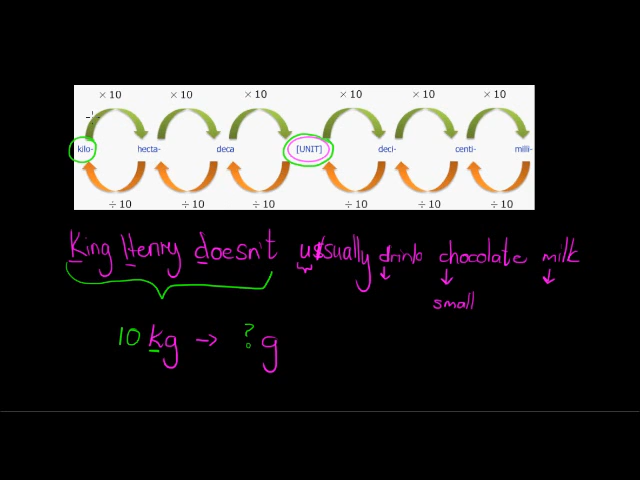 ×10 ×10 ×10 ×10 ×10 ×10
kilo- hecta- deca [UNIT] deci- centi- milli-
÷10 ÷10 ÷10 ÷10 ÷10 ÷10
King Henry doesn't usually drink chocolate milk
small
10 kg → ? g